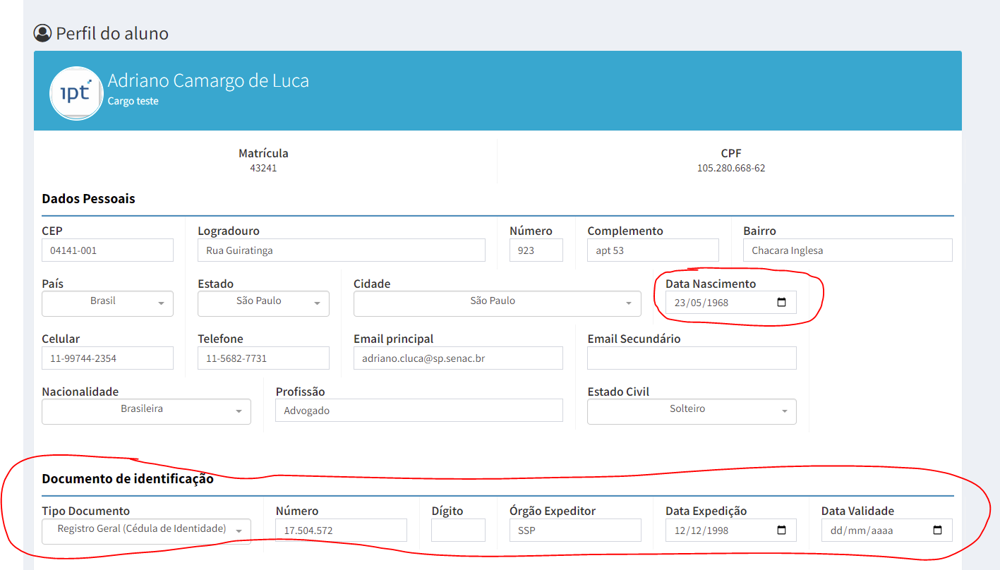 Perfil do aluno
ipt
Adriano Camargo de Luca
Cargo teste
Matrícula CPF
43241 105.280.668-62
Dados Pessoais
CEP Logradouro Número Complemento Bairro
04141-001 Rua Guiratinga 923 apt 53 Chacara Inglesa
País Estado Cidade Data Nascimento
Brasil São Paulo São Paulo 23/05/1968
Celular Telefone Email principal Email Secundário
11-99744-2354 11-5682-7731 adriano.cluca@sp.senac.br
Nacionalidade Profissão Estado Civil
Brasileira Advogado Solteiro
Documento de identificação
Tipo Documento Número Dígito Órgão Expeditor Data Expedição Data Validade
Registro Geral (Cédula de Identidade) 17.504.572 SSP 12/12/1998 dd/mm/aaaa